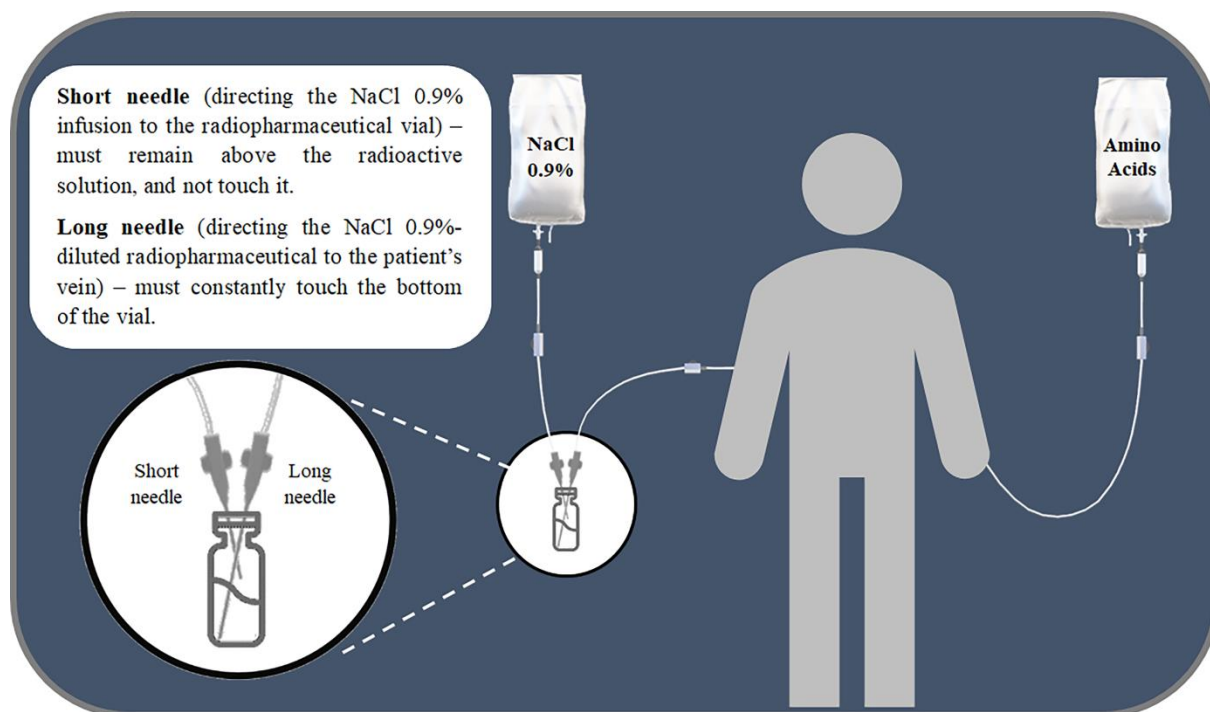 Short needle (directing the NaCl 0.9%
infusion to the radiopharmaceutical vial) –
must remain above the radioactive
solution, and not touch it.
Long needle (directing the NaCl 0.9%-
diluted radiopharmaceutical to the patient's
vein) – must constantly touch the bottom
of the vial.
NaCl
0.9%
Amino
Acids
Short
needle
Long
needle